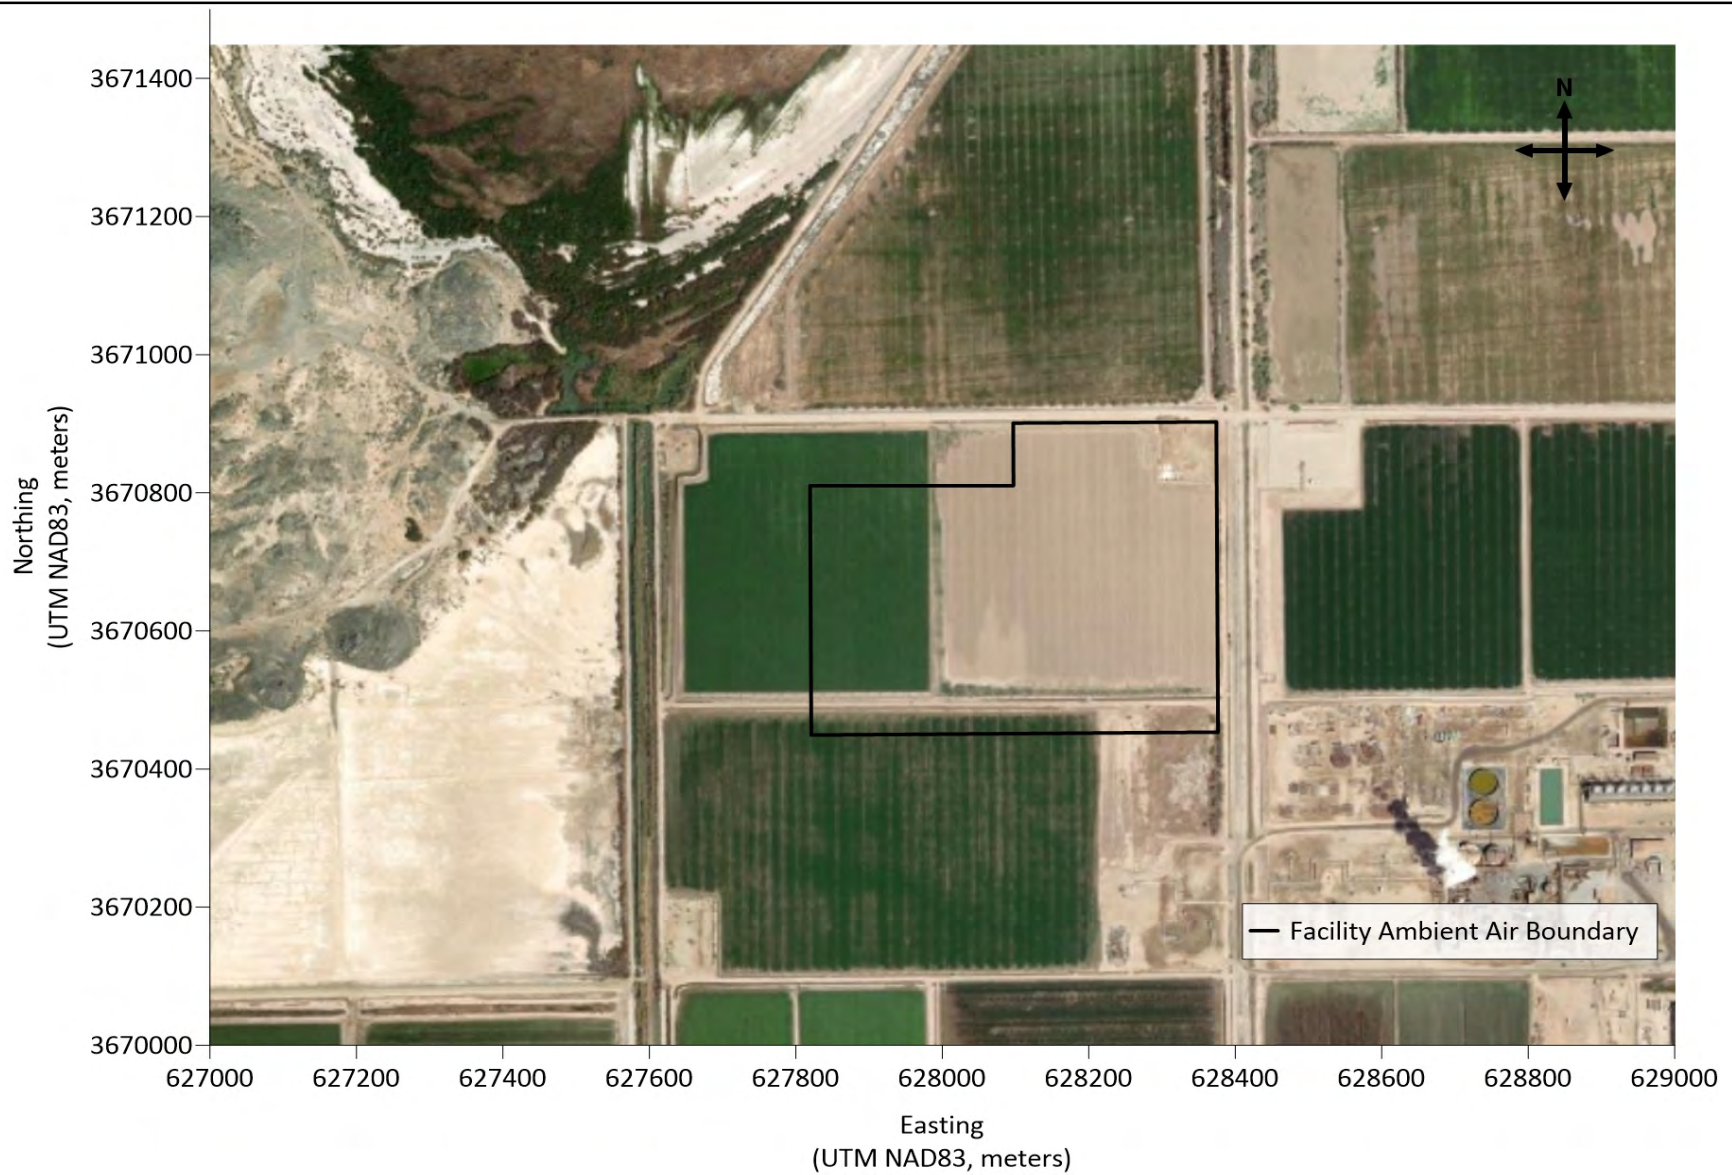 3671400
3671200
3671000
3670800
3670600
3670400
3670200
3670000
Northing
(UTM NAD83, meters)
N
Facility Ambient Air Boundary
627000 627200 627400 627600 627800 628000 628200 628400 628600 628800 629000
Easting
(UTM NAD83, meters)